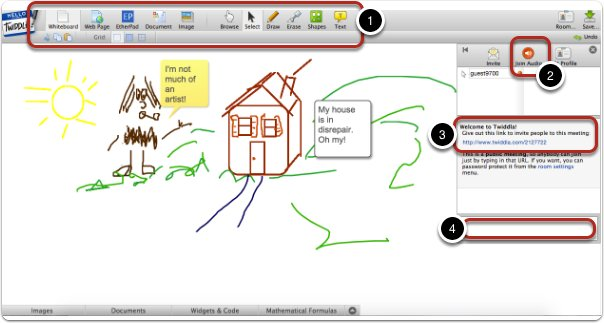 HELLO
Twiddla!
Whiteboard Web Page EtherPad Document Image Browse Select Draw Erase Shapes Text
Room... Save...
Grid:
Undo
1
Invite Join Audio Profile
2
guest9700
I'm not
much of
an
artist!
My house
is in
disrepair.
Oh my!
3
Welcome to Twiddla!
Give out this link to invite people to this meeting
http://www.twiddla.com/2127722
This is a public meeting, so anybody can join
just by typing in that URL. If you want, you can
password protect it from the room settings
menu.
4
Images Documents Widgets & Code Mathematical Formulas